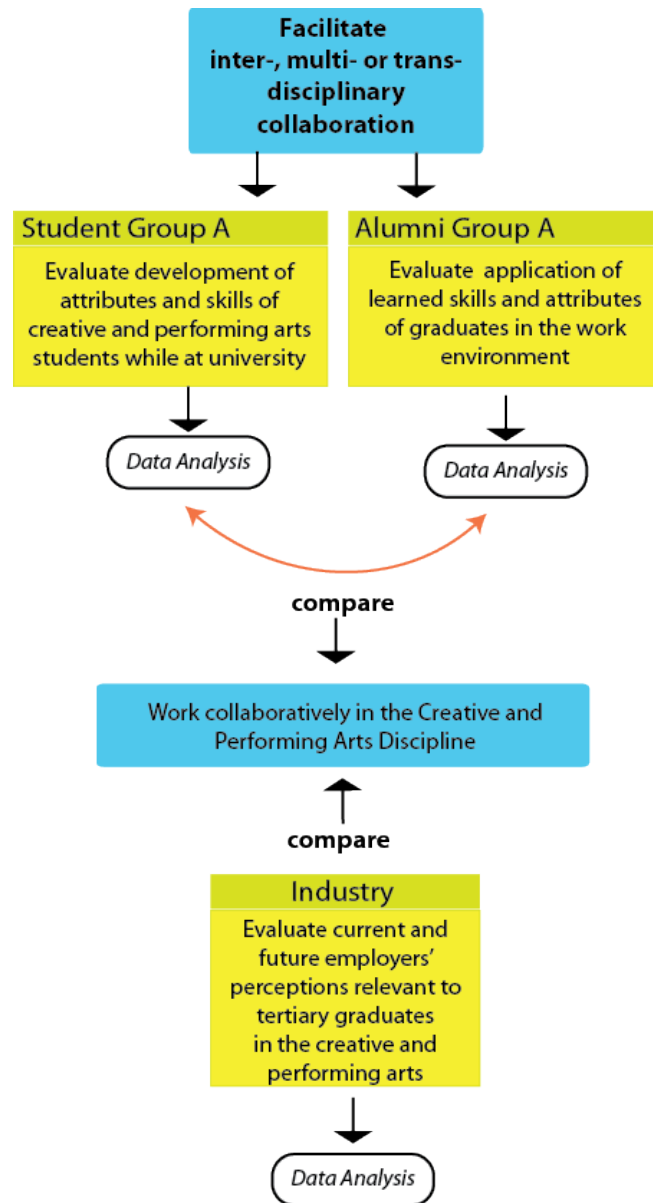 Facilitate
inter-, multi- or trans-
disciplinary
collaboration
Student Group A
Evaluate development of
attributes and skills of
creative and performing arts
students while at university
Alumni Group A
Evaluate application of
learned skills and attributes
of graduates in the work
environment
Data Analysis
Data Analysis
compare
Work collaboratively in the Creative and
Performing Arts Discipline
compare
Industry
Evaluate current and
future employers'
perceptions relevant to
tertiary graduates
in the creative and
performing arts
Data Analysis